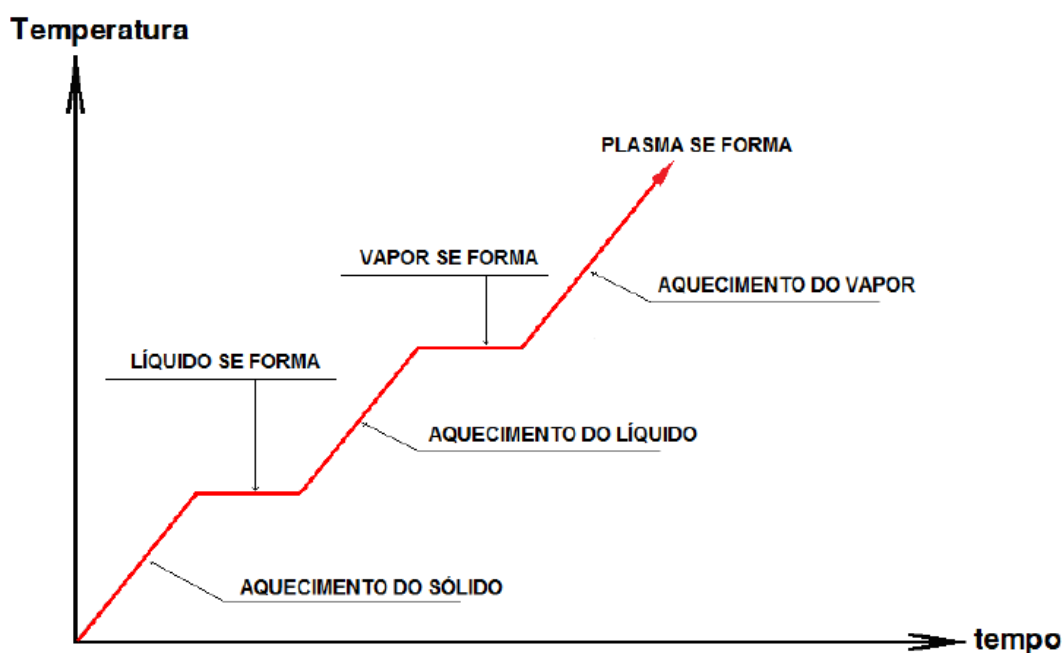 Temperatura
PLASMA SE FORMA
VAPOR SE FORMA
AQUECIMENTO DO VAPOR
LÍQUIDO SE FORMA
AQUECIMENTO DO LÍQUIDO
AQUECIMENTO DO SÓLIDO
tempo